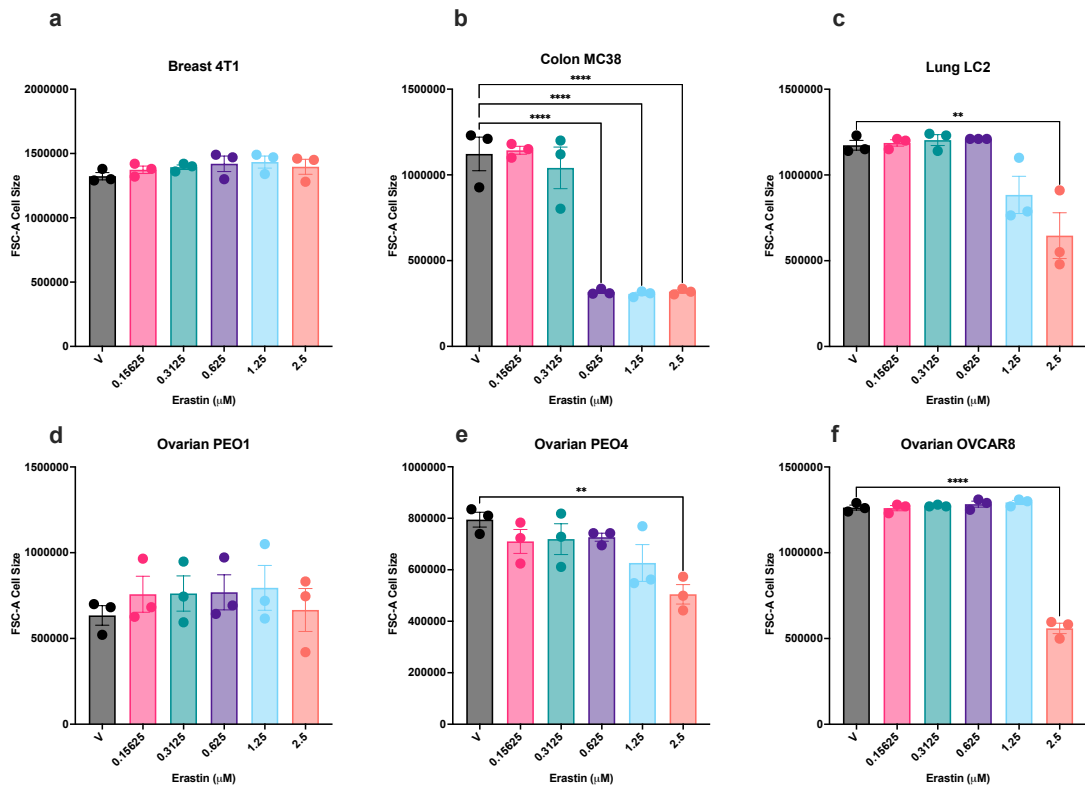 a
Breast 4T1
FSC-A Cell Size
2000000
1500000
1000000
500000
0
V
0.15625
0.3125
0.625
1.25
2.5
Erastin (μM)
b
Colon MC38
FSC-A Cell Size
1500000
1000000
500000
0
****
****
****
V
0.15625
0.3125
0.625
1.25
2.5
Erastin (μM)
c
Lung LC2
FSC-A Cell Size
1500000
1000000
500000
0
**
V
0.15625
0.3125
0.625
1.25
2.5
Erastin (μM)
d
Ovarian PEO1
FSC-A Cell Size
1500000
1000000
500000
0
V
0.15625
0.3125
0.625
1.25
2.5
Erastin (μM)
e
Ovarian PEO4
FSC-A Cell Size
1000000
800000
600000
400000
200000
0
**
V
0.15625
0.3125
0.625
1.25
2.5
Erastin (μM)
f
Ovarian OVCAR8
FSC-A Cell Size
1500000
1000000
500000
0
****
V
0.15625
0.3125
0.625
1.25
2.5
Erastin (μM)